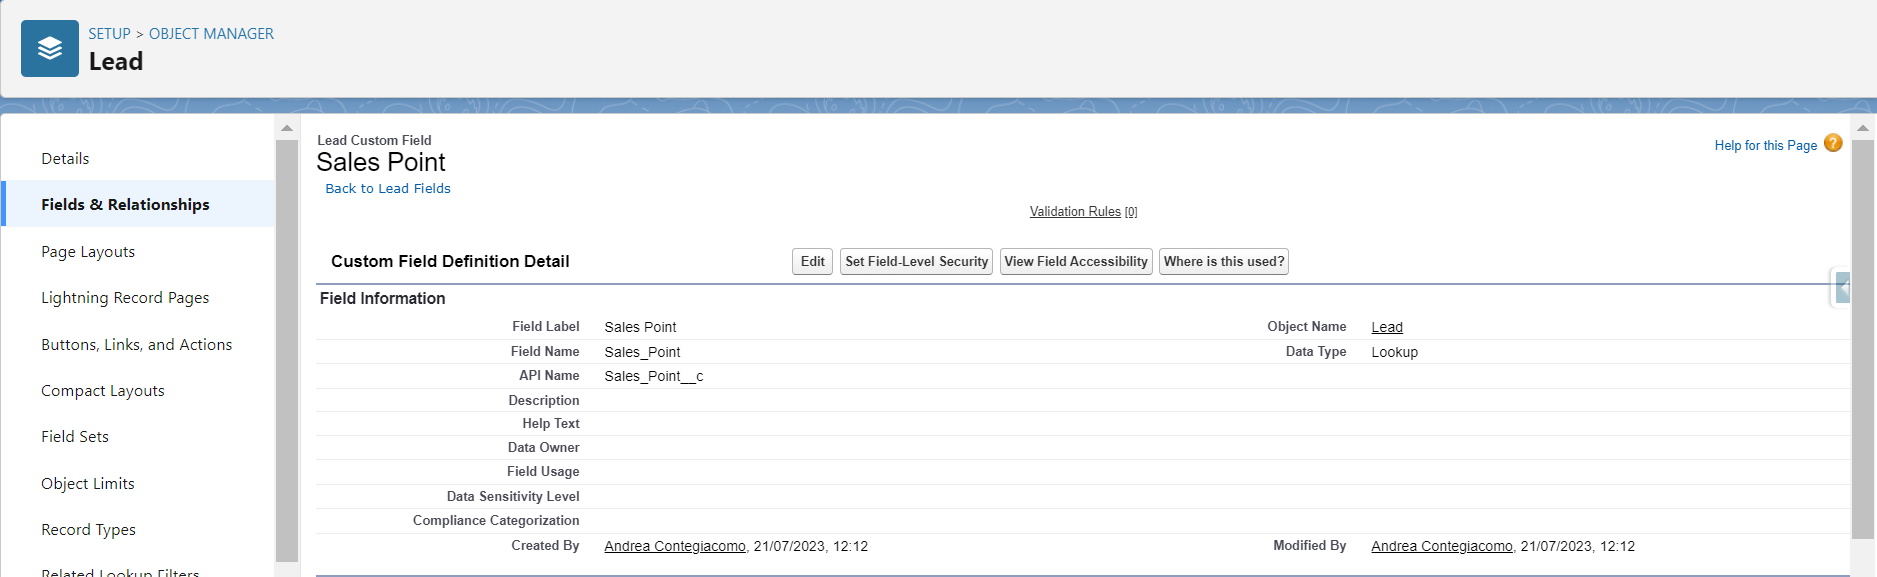 SETUP > OBJECT MANAGER
Lead
Details
Fields & Relationships
Page Layouts
Lightning Record Pages
Buttons, Links, and Actions
Compact Layouts
Field Sets
Object Limits
Record Types
Related Lookup Filters
Lead Custom Field
Sales Point
Back to Lead Fields
Help for this Page ?
Validation Rules [0]
Custom Field Definition Detail Edit Set Field-Level Security View Field Accessibility Where is this used?
Field Information
Field Label Sales Point Object Name Lead
Field Name Sales_Point Data Type Lookup
API Name Sales_Point__c
Description
Help Text
Data Owner
Field Usage
Data Sensitivity Level
Compliance Categorization
Created By Andrea Contegiacomo, 21/07/2023, 12:12 Modified By Andrea Contegiacomo, 21/07/2023, 12:12